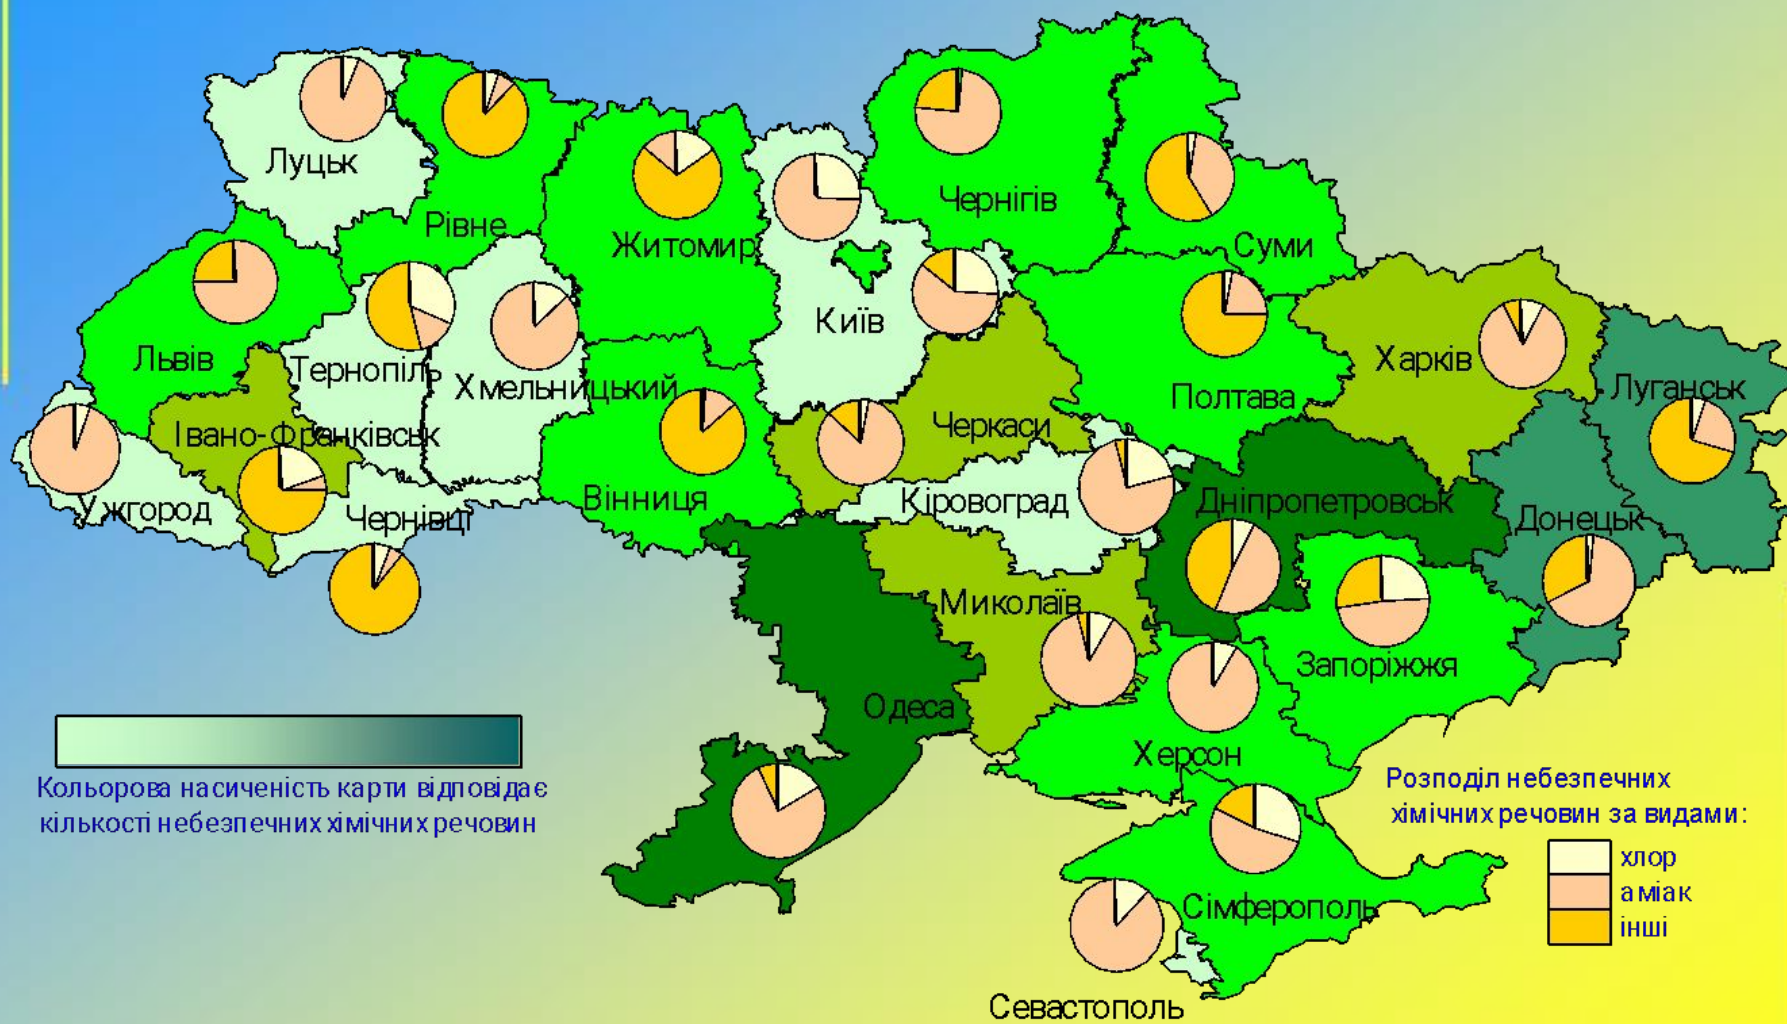 Луцьк
Рівне
Житомир
Чернігів
Суми
Київ
Львів
Тернопіль
Хмельницький
Полтава
Харків
Луганськ
Івано-Франківськ
Черкаси
Ужгород
Чернівці
Вінниця
Кіровоград
Дніпропетровськ
Донецьк
Миколаїв
Запоріжжя
Одеса
Херсон
Сімферополь
Севастополь
Кольорова насиченість карти відповідає
кількості небезпечних хімічних речовин
Розподіл небезпечних
хімічних речовин за видами:
хлор
аміак
інші